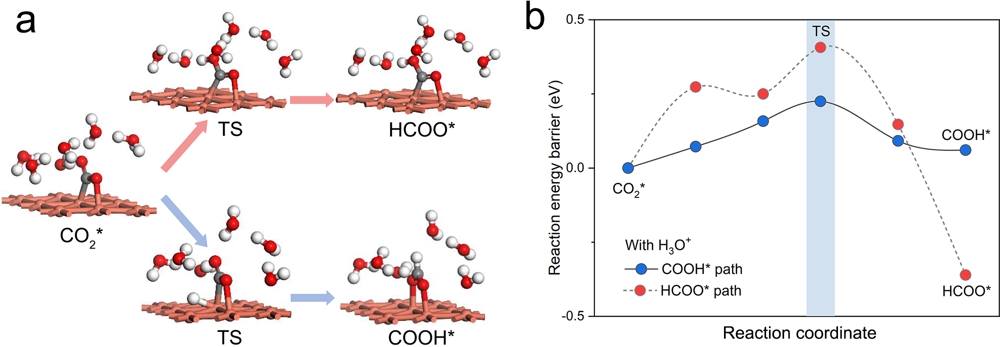 a
TS
HCOO*
CO₂*
TS
COOH*
b
0.5
0.0
-0.5
Reaction energy barrier (eV)
TS
COOH*
CO₂*
With H₃O⁺
COOH* path
HCOO* path
HCOO*
Reaction coordinate